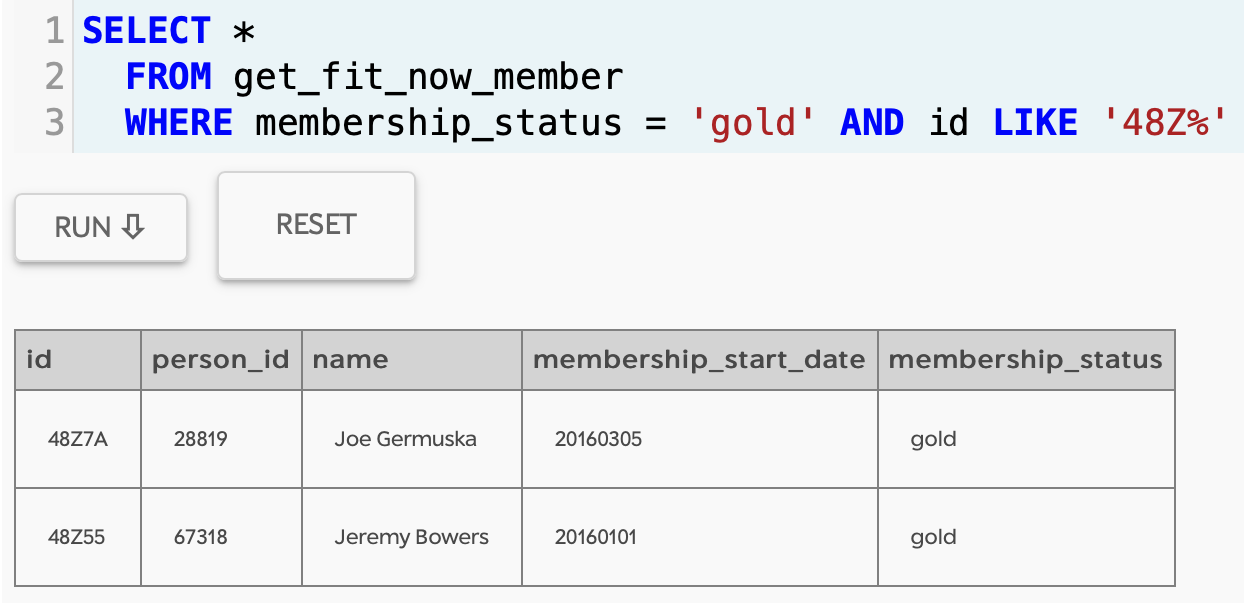 1 SELECT *
2 FROM get_fit_now_member
3 WHERE membership_status = 'gold' AND id LIKE '48Z%'
RUN ⇩ RESET
id person_id name membership_start_date membership_status
48Z7A 28819 Joe Germuska 20160305 gold
48Z55 67318 Jeremy Bowers 20160101 gold